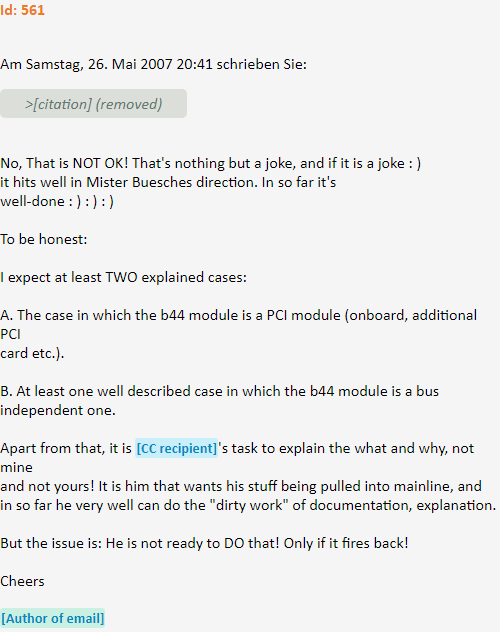 Id: 561
Am Samstag, 26. Mai 2007 20:41 schrieben Sie:
>[citation] (removed)
No, That is NOT OK! That's nothing but a joke, and if it is a joke : )
it hits well in Mister Buesches direction. In so far it's
well-done : ) : ) : )
To be honest:
I expect at least TWO explained cases:
A. The case in which the b44 module is a PCI module (onboard, additional
PCI
card etc.).
B. At least one well described case in which the b44 module is a bus
independent one.
Apart from that, it is [CC recipient]'s task to explain the what and why, not
mine
and not yours! It is him that wants his stuff being pulled into mainline, and
in so far he very well can do the "dirty work" of documentation, explanation.
But the issue is: He is not ready to DO that! Only if it fires back!
Cheers
[Author of email]